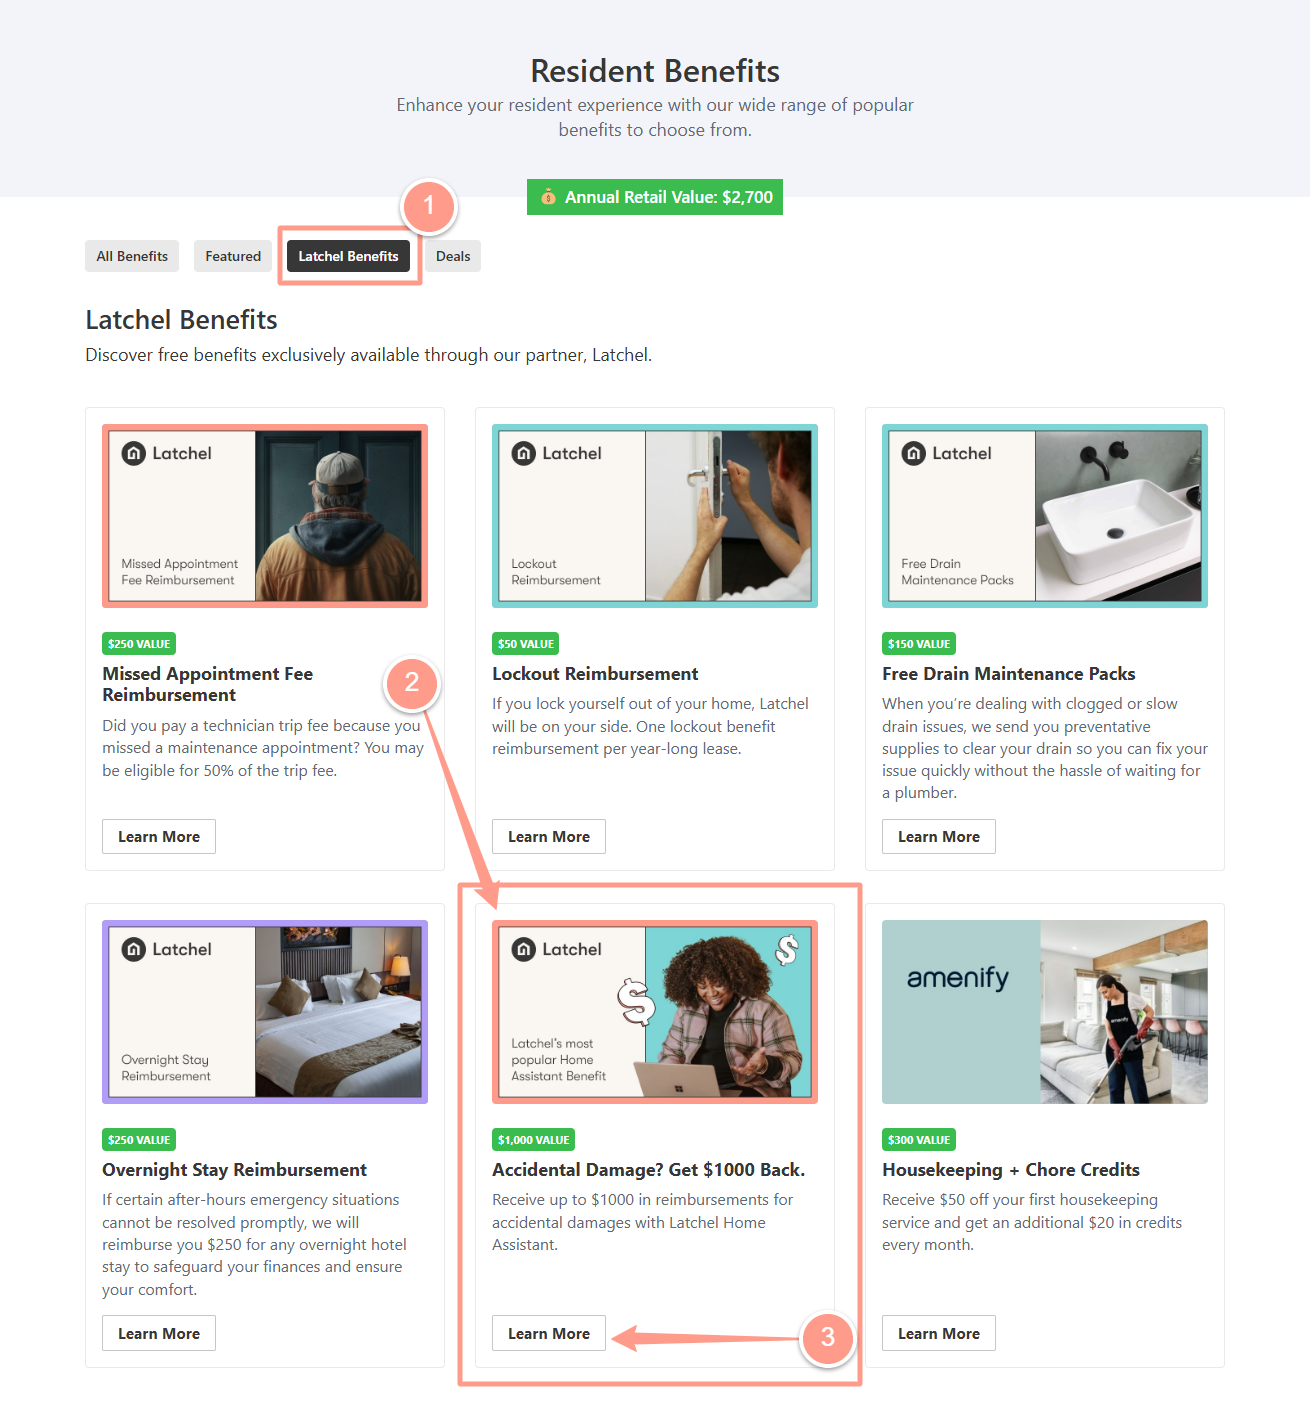 Resident Benefits
Enhance your resident experience with our wide range of popular
benefits to choose from.
Annual Retail Value: $2,700
1
All Benefits
Featured
Latchel Benefits
Deals
Latchel Benefits
Discover free benefits exclusively available through our partner, Latchel.
Latchel
Missed Appointment
Fee Reimbursement
$250 VALUE
Missed Appointment Fee
Reimbursement
Did you pay a technician trip fee because you
missed a maintenance appointment? You may
be eligible for 50% of the trip fee.
Learn More
2
Latchel
Lockout
Reimbursement
$50 VALUE
Lockout Reimbursement
If you lock yourself out of your home, Latchel
will be on your side. One lockout benefit
reimbursement per year-long lease.
Learn More
Latchel
Free Drain
Maintenance Packs
$150 VALUE
Free Drain Maintenance Packs
When you’re dealing with clogged or slow
drain issues, we send you preventative
supplies to clear your drain so you can fix your
issue quickly without the hassle of waiting for
a plumber.
Learn More
Latchel
Overnight Stay
Reimbursement
$250 VALUE
Overnight Stay Reimbursement
If certain after-hours emergency situations
cannot be resolved promptly, we will
reimburse you $250 for any overnight hotel
stay to safeguard your finances and ensure
your comfort.
Learn More
Latchel
$
$
Latchel’s most
popular Home
Assistant Benefit
$1,000 VALUE
Accidental Damage? Get $1000 Back.
Receive up to $1000 in reimbursements for
accidental damages with Latchel Home
Assistant.
Learn More
3
amenify
amenify
$300 VALUE
Housekeeping + Chore Credits
Receive $50 off your first housekeeping
service and get an additional $20 in credits
every month.
Learn More